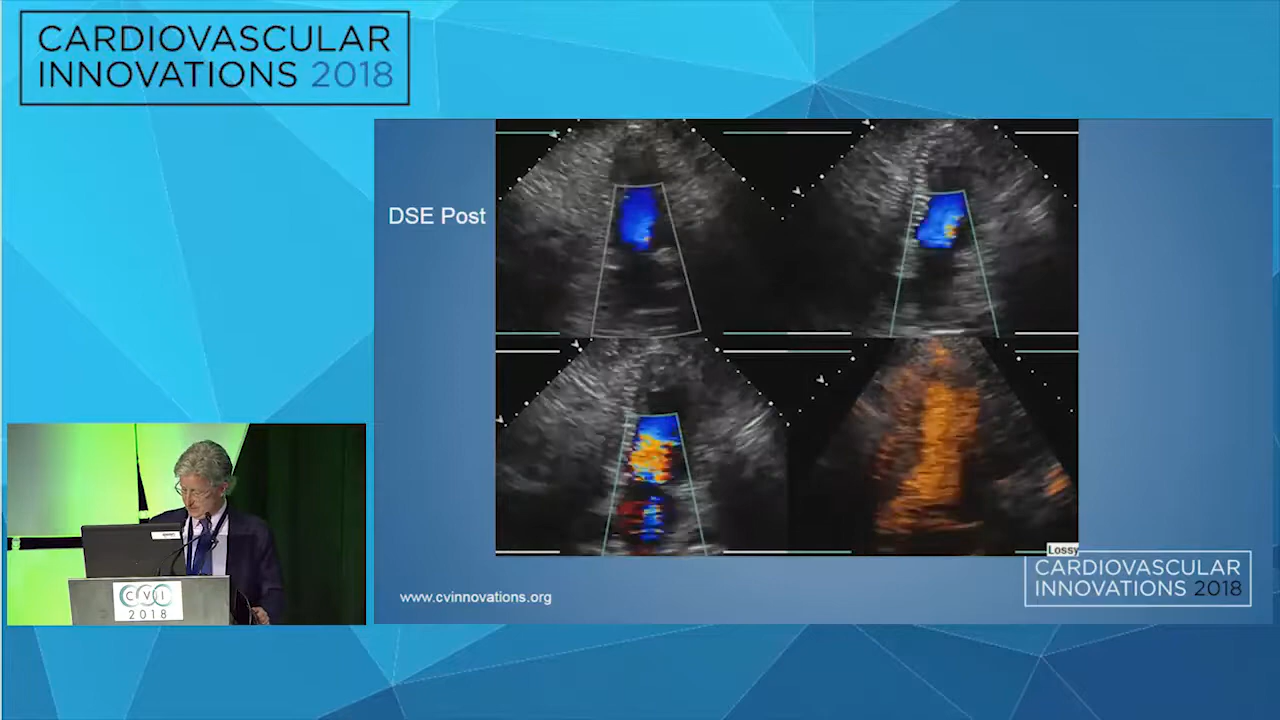 CARDIOVASCULAR
INNOVATIONS 2018
DSE Post
Lossy
CARDIOVASCULAR
INNOVATIONS 2018
www.cvinnovations.org
CVI
2018